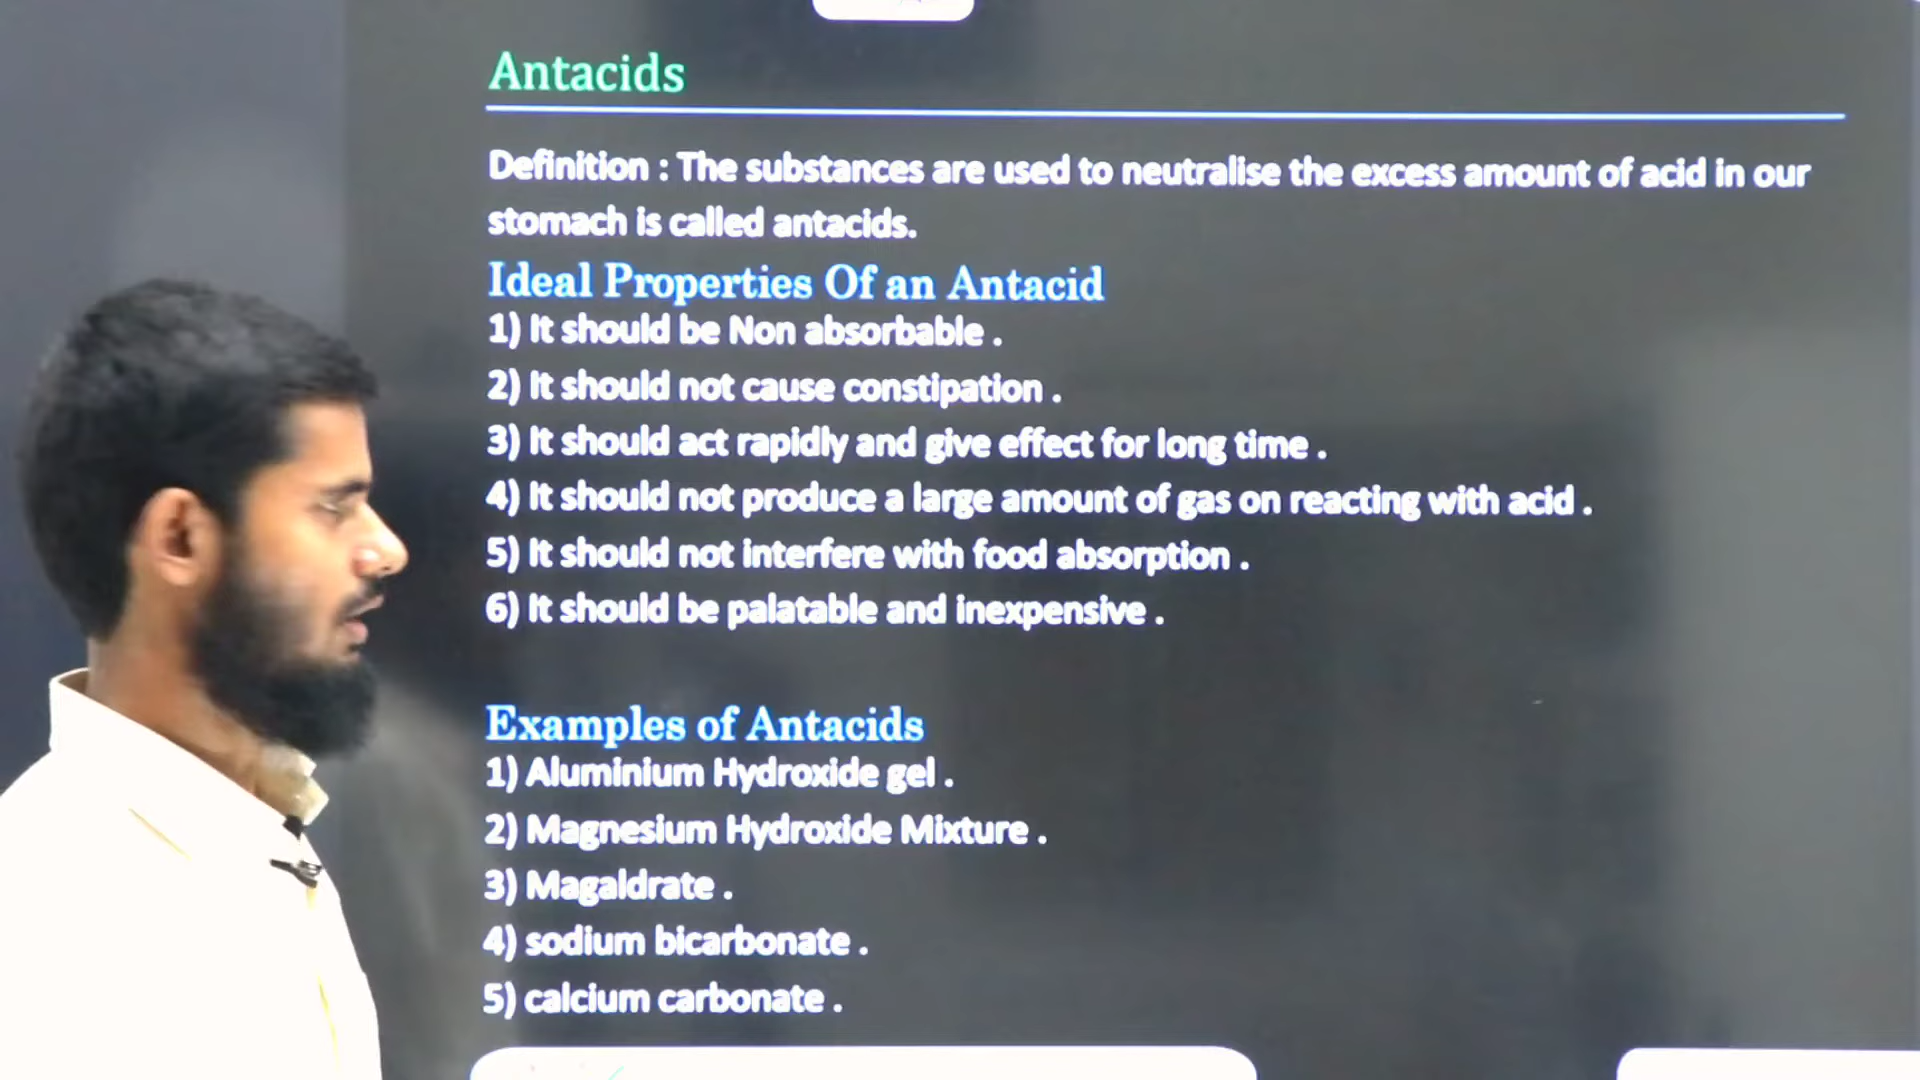 Antacids
Definition : The substances are used to neutralise the excess amount of acid in our
stomach is called antacids.
Ideal Properties Of an Antacid
1) It should be Non absorbable .
2) It should not cause constipation .
3) It should act rapidly and give effect for long time .
4) It should not produce a large amount of gas on reacting with acid .
5) It should not interfere with food absorption .
6) It should be palatable and inexpensive .
Examples of Antacids
1) Aluminium Hydroxide gel .
2) Magnesium Hydroxide Mixture .
3) Magaldrate .
4) sodium bicarbonate .
5) calcium carbonate .